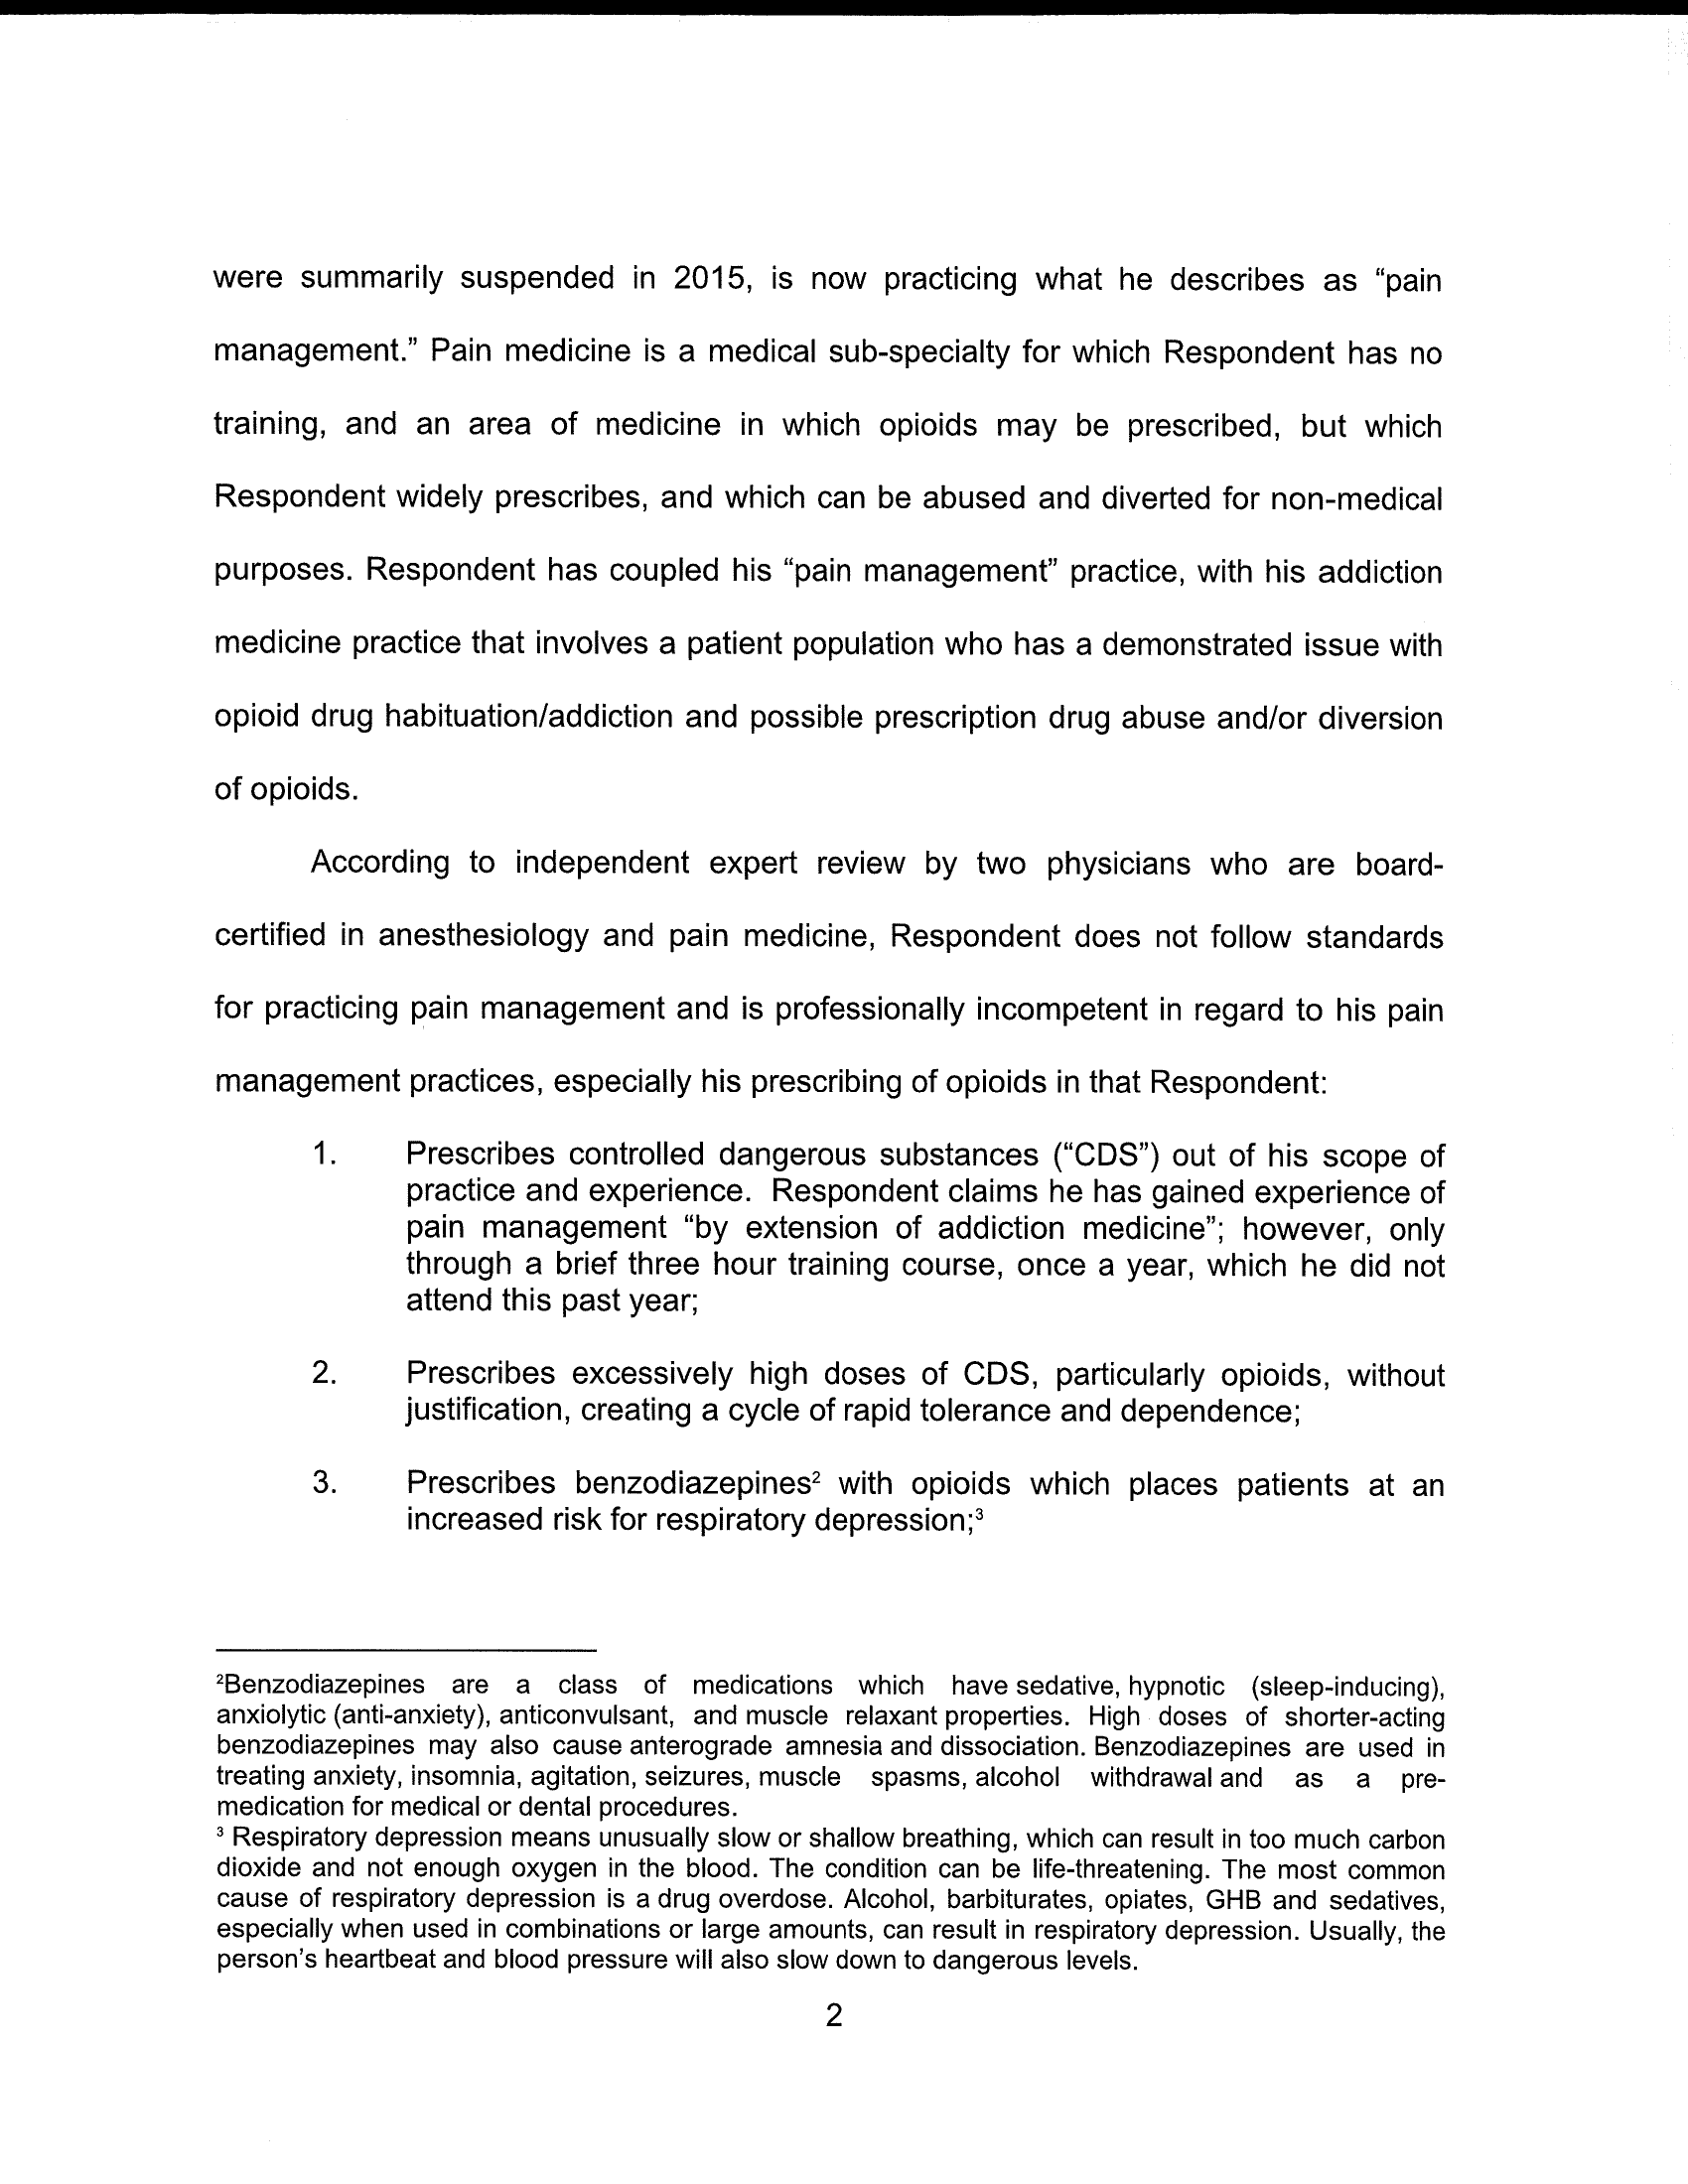 were summarily suspended in 2015, is now practicing what he describes as “pain
management.” Pain medicine is a medical sub-specialty for which Respondent has no
training, and an area of medicine in which opioids may be prescribed, but which
Respondent widely prescribes, and which can be abused and diverted for non-medical
purposes. Respondent has coupled his “pain management” practice, with his addiction
medicine practice that involves a patient population who has a demonstrated issue with
opioid drug habituation/addiction and possible prescription drug abuse and/or diversion
of opioids.
According to independent expert review by two physicians who are board-
certified in anesthesiology and pain medicine, Respondent does not follow standards
for practicing pain management and is professionally incompetent in regard to his pain
management practices, especially his prescribing of opioids in that Respondent:
1. Prescribes controlled dangerous substances (“CDS”) out of his scope of
practice and experience. Respondent claims he has gained experience of
pain management “by extension of addiction medicine”; however, only
through a brief three hour training course, once a year, which he did not
attend this past year;
2. Prescribes excessively high doses of CDS, particularly opioids, without
justification, creating a cycle of rapid tolerance and dependence;
3. Prescribes benzodiazepines² with opioids which places patients at an
increased risk for respiratory depression;³
²Benzodiazepines are a class of medications which have sedative, hypnotic (sleep-inducing),
anxiolytic (anti-anxiety), anticonvulsant, and muscle relaxant properties. High doses of shorter-acting
benzodiazepines may also cause anterograde amnesia and dissociation. Benzodiazepines are used in
treating anxiety, insomnia, agitation, seizures, muscle spasms, alcohol withdrawal and as a pre-
medication for medical or dental procedures.
³ Respiratory depression means unusually slow or shallow breathing, which can result in too much carbon
dioxide and not enough oxygen in the blood. The condition can be life-threatening. The most common
cause of respiratory depression is a drug overdose. Alcohol, barbiturates, opiates, GHB and sedatives,
especially when used in combinations or large amounts, can result in respiratory depression. Usually, the
person’s heartbeat and blood pressure will also slow down to dangerous levels.
2